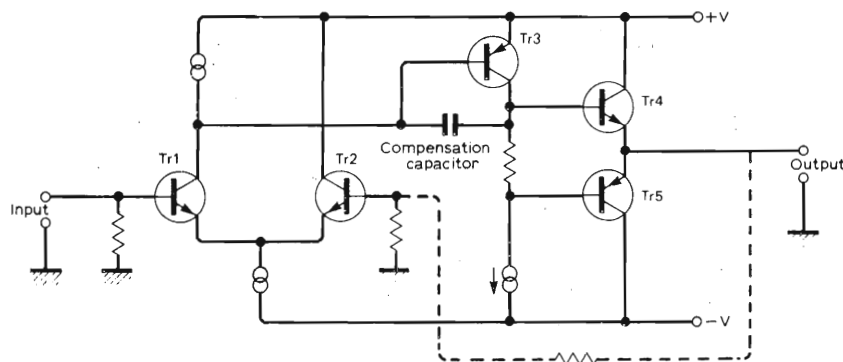 +V
Tr3
Tr4
Compensation
capacitor
Tr1
Tr2
Output
Input
Tr5
−V